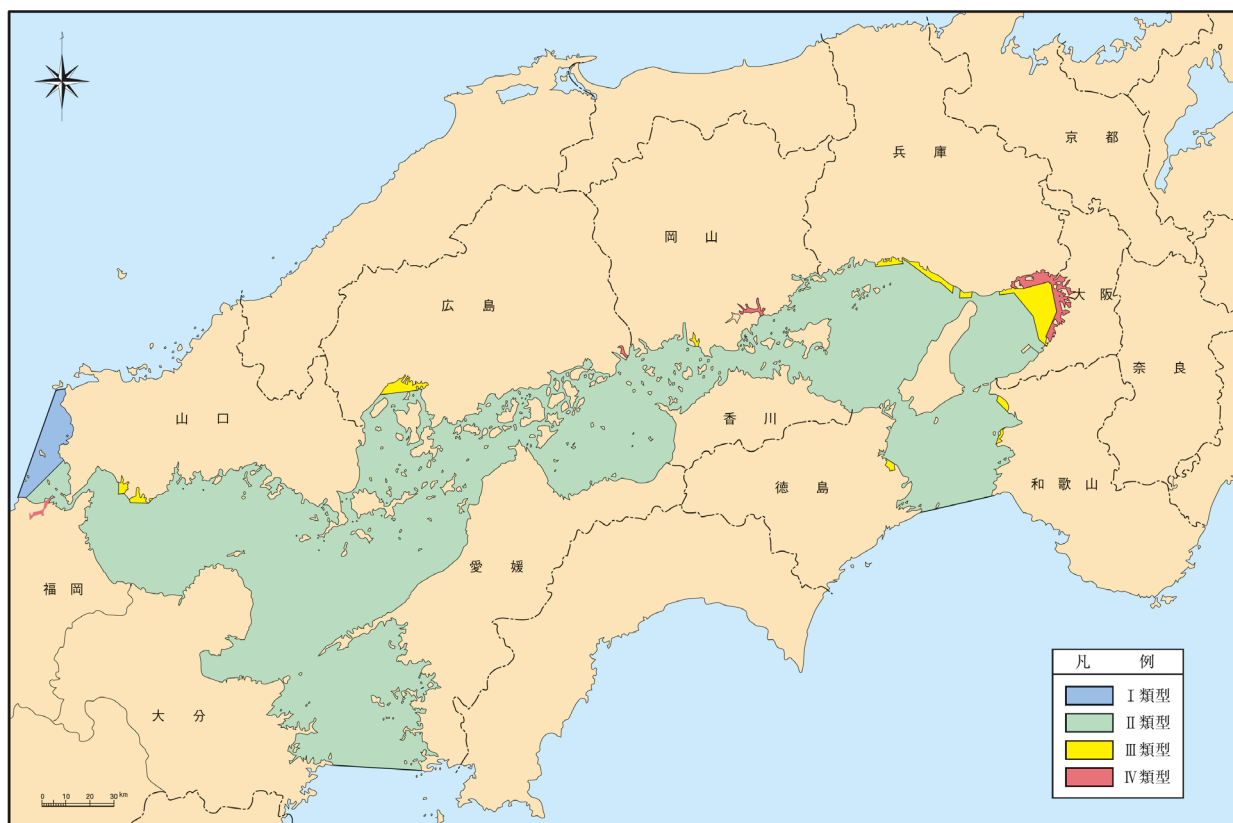 京都
兵庫
岡山
広島
大阪
奈良
山口
香川
徳島
和歌山
愛媛
福岡
大分
凡例
Ⅰ類型
Ⅱ類型
Ⅲ類型
Ⅳ類型
0 10 20 30 km